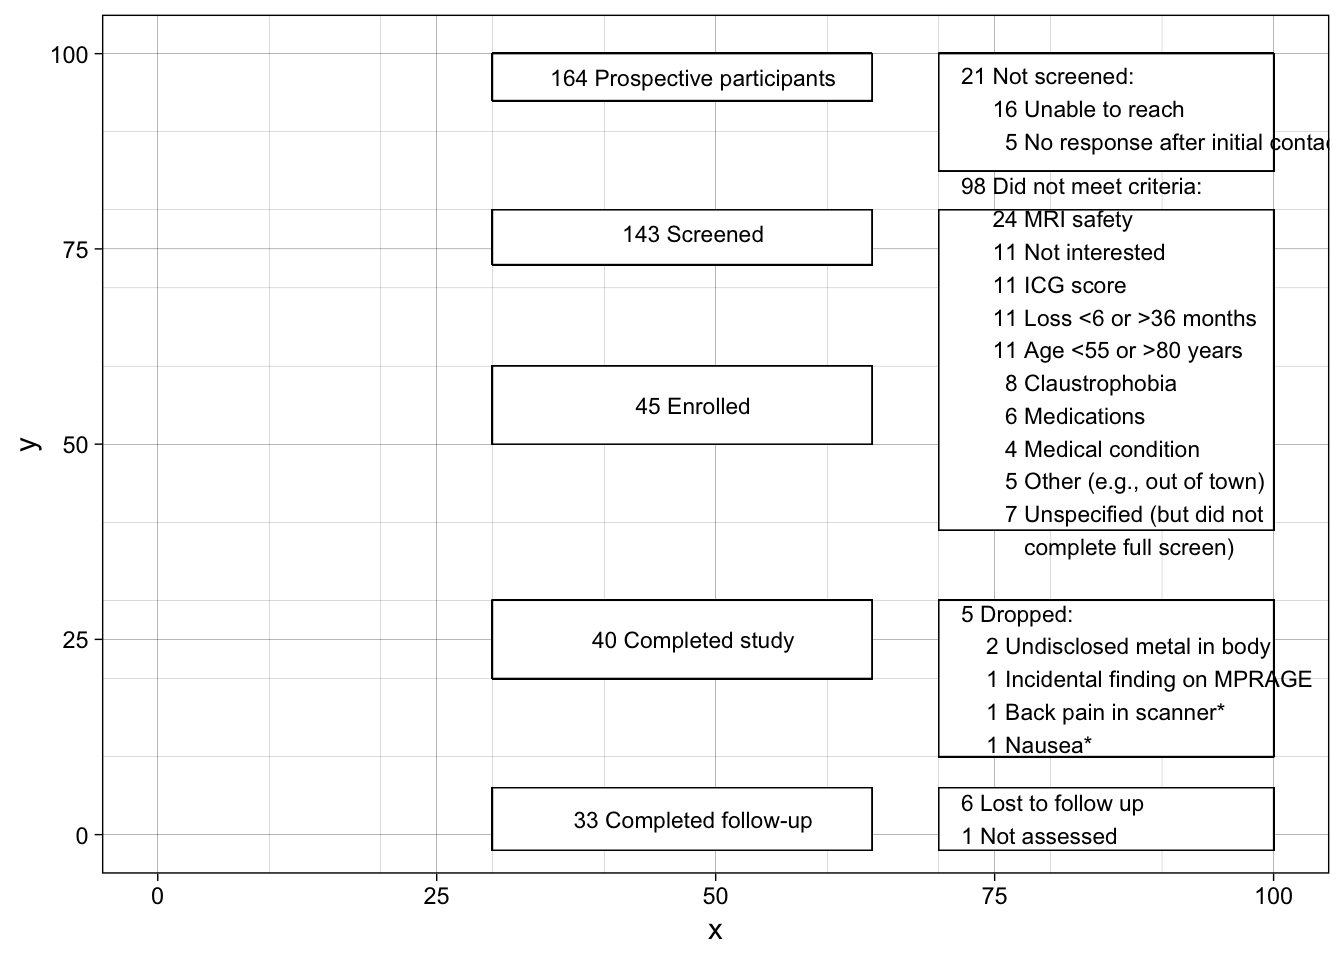 164 Prospective participants
21 Not screened:
16 Unable to reach
5 No response after initial
143 Screened
98 Did not meet criteria:
24 MRI safety
11 Not interested
11 ICG score
11 Loss <6 or >36 months
11 Age <55 or >80 years
8 Claustrophobia
6 Medications
4 Medical condition
5 Other (e.g., out of town)
7 Unspecified (but did not
complete full screen)
45 Enrolled
40 Completed study
5 Dropped:
2 Undisclosed metal in body
1 Incidental finding on MPRAGE
1 Back pain in scanner*
1 Nausea*
33 Completed follow-up
6 Lost to follow up
1 Not assessed
y
100
75
50
25
0
0
25
50
75
100
x